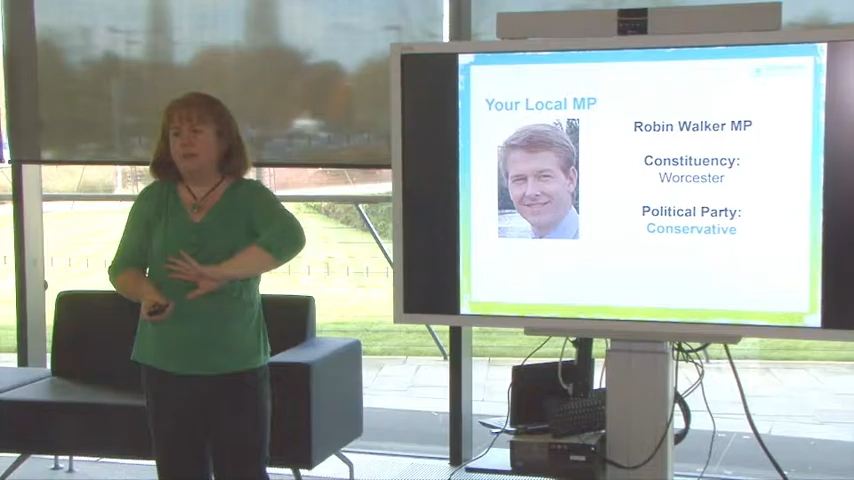 Your Local MP
Robin Walker MP
Constituency:
Worcester
Political Party:
Conservative